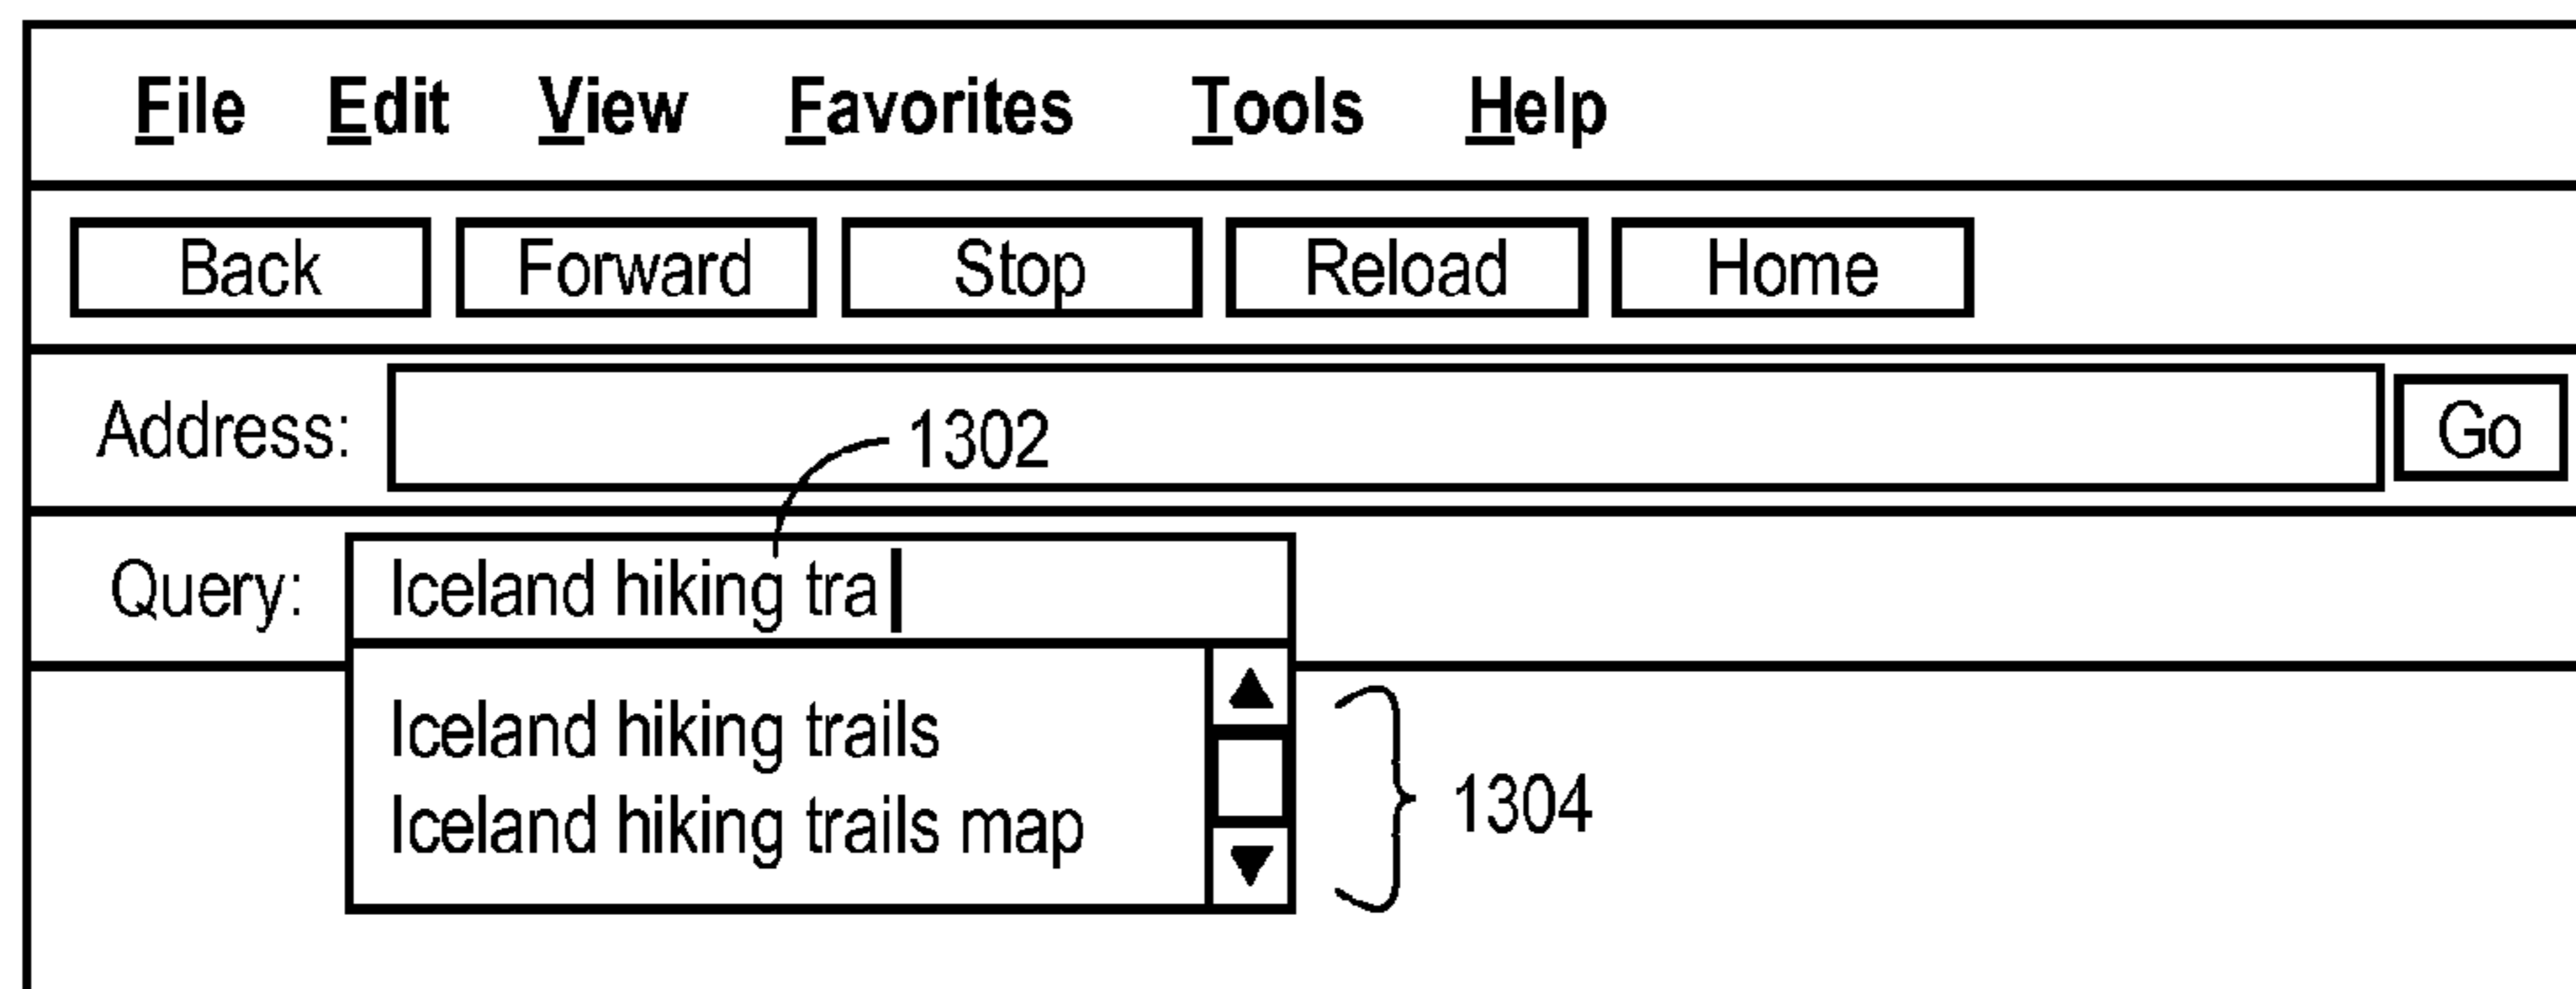 File Edit View Favorites Tools Help
Back Forward Stop Reload Home
Address: Go
1302
Query: Iceland hiking tra
Iceland hiking trails
Iceland hiking trails map
1304